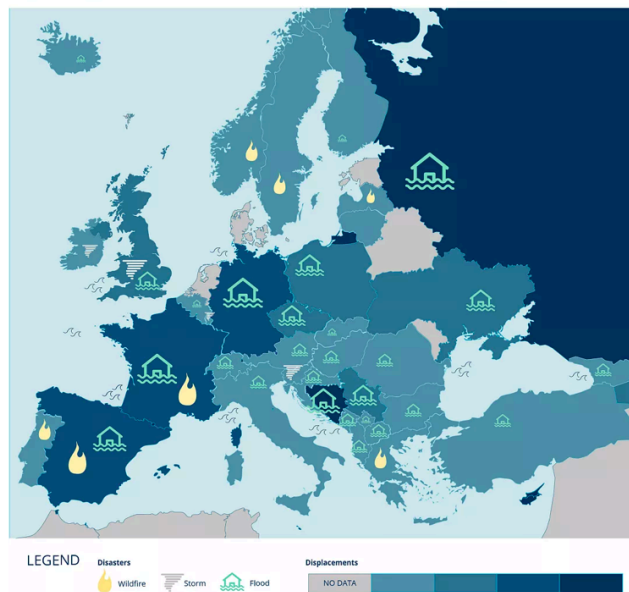 LEGEND
Disasters
Wildfire
Storm
Flood
Displacements
NO DATA